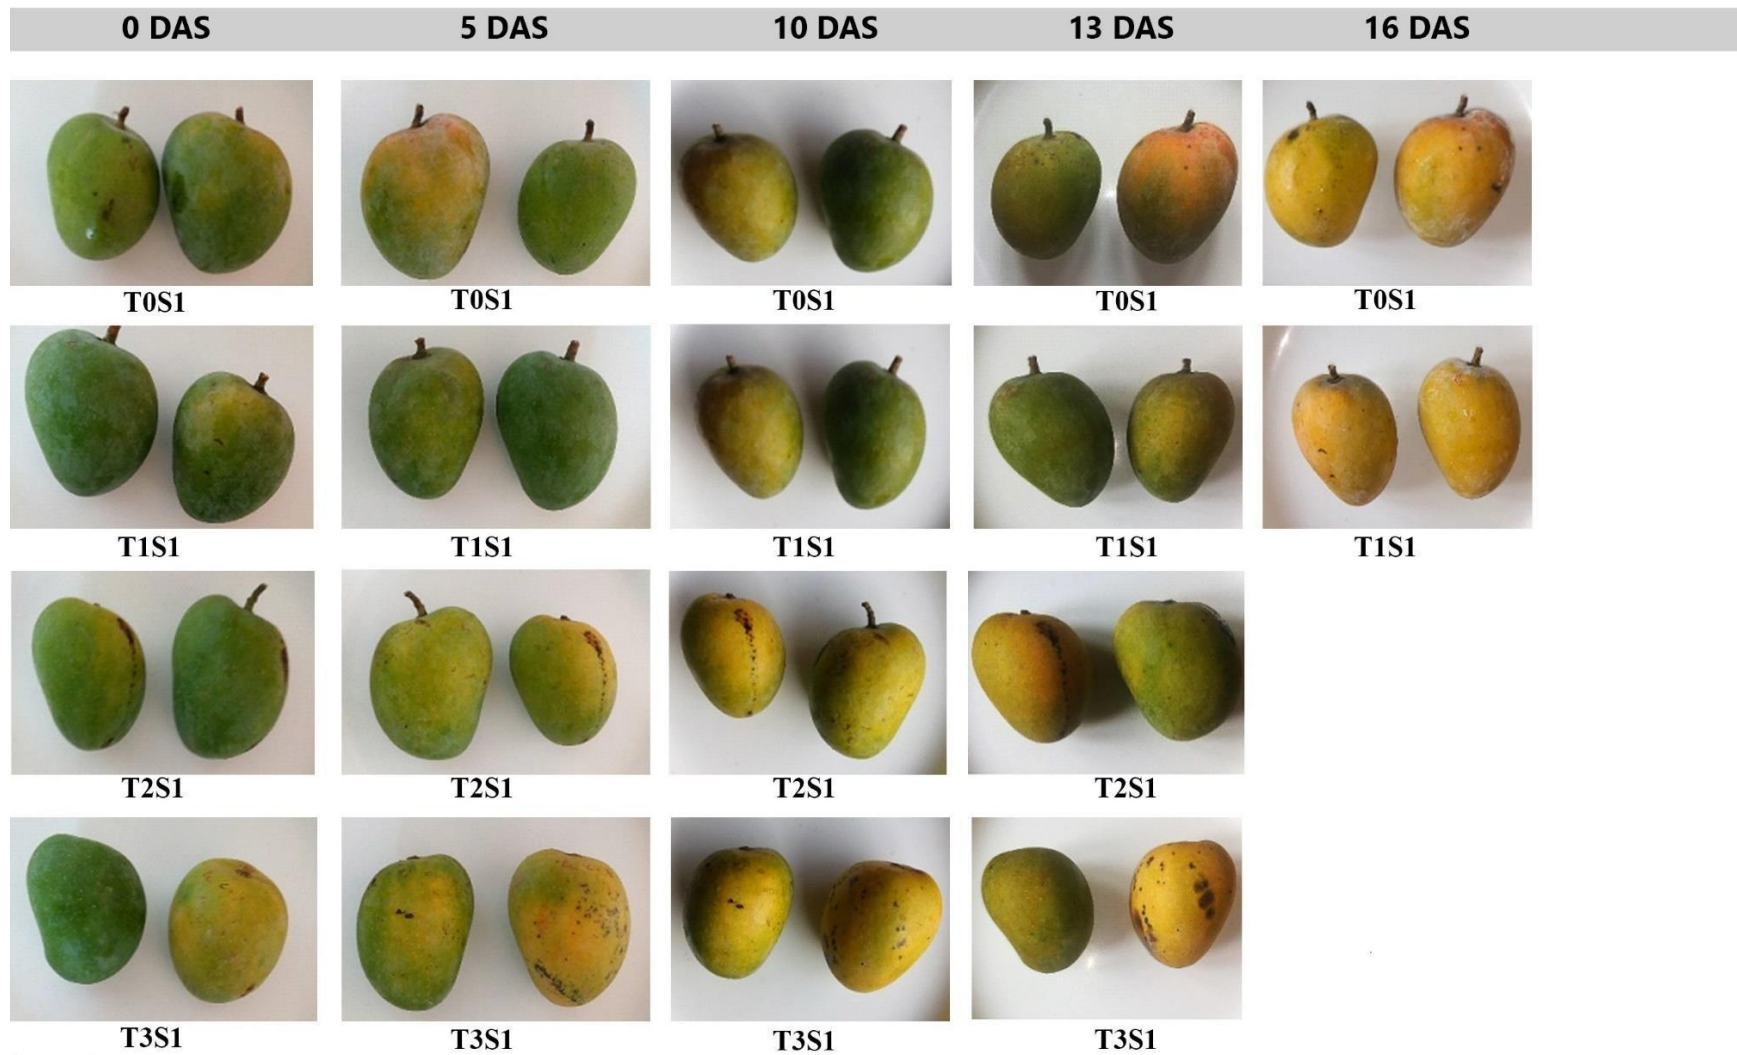 0 DAS 5 DAS 10 DAS 13 DAS 16 DAS
T0S1 T0S1 T0S1 T0S1 T0S1
T1S1 T1S1 T1S1 T1S1 T1S1
T2S1 T2S1 T2S1 T2S1
T3S1 T3S1 T3S1 T3S1